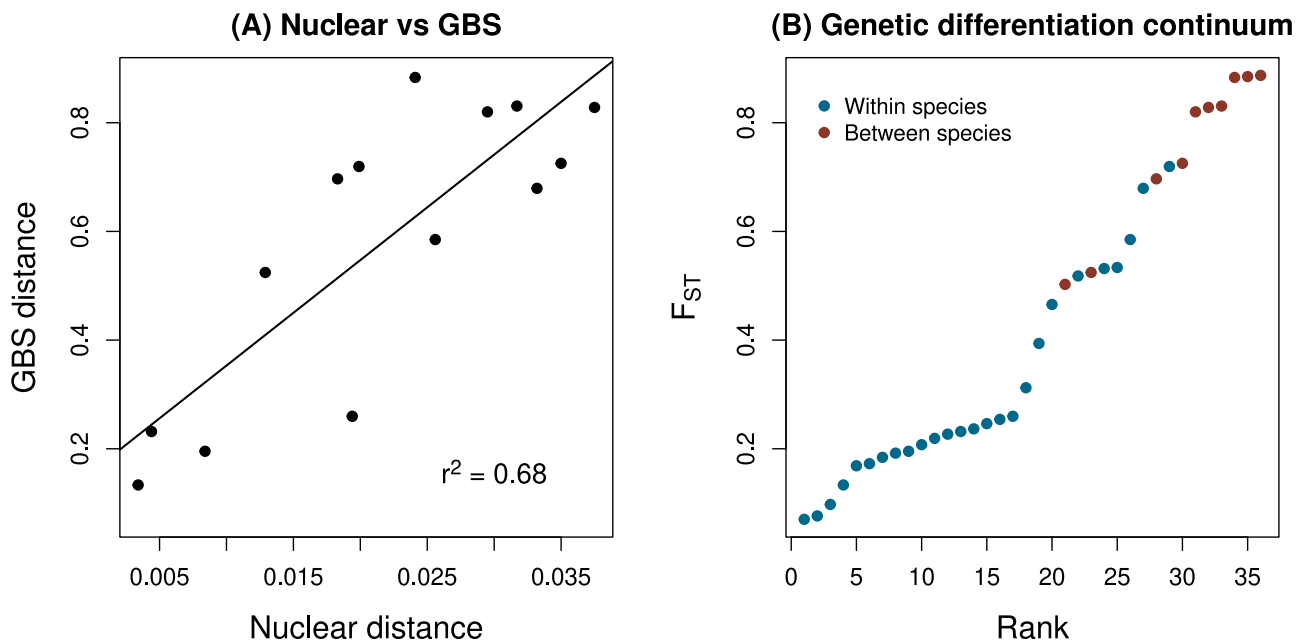 (A) Nuclear vs GBS
GBS distance
0.2
0.4
0.6
0.8
r² = 0.68
0.005
0.015
0.025
0.035
Nuclear distance
(B) Genetic differentiation continuum
Within species
Between species
F_ST
0.2
0.4
0.6
0.8
0
5
10
15
20
25
30
35
Rank